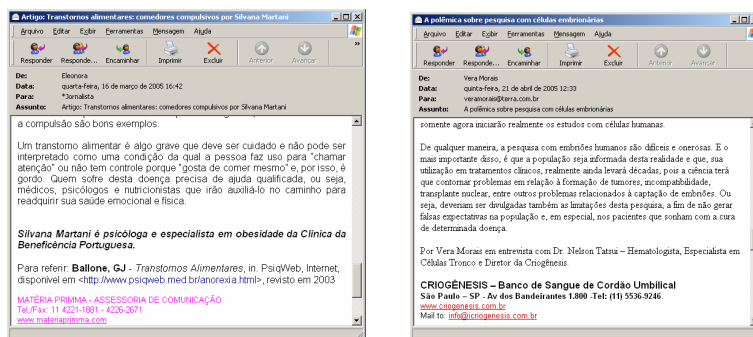 Artigo: Transtornos alimentares: comedores compulsivos por Silvana Martani
Arquivo Editar Exibir Ferramentas Mensagem Ajuda
Responder Responde... Encaminhar Imprimir Excluir Anterior Avançar
De: Eleonora
Data: quarta-feira, 16 de março de 2005 16:42
Para: *Jornalista
Assunto: Artigo: Transtornos alimentares: comedores compulsivos por Silvana Martani
a compulsão são bons exemplos.
Um transtorno alimentar é algo grave que deve ser cuidado e não pode ser
interpretado como uma condição da qual a pessoa faz uso para "chamar
atenção" ou não tem controle porque "gosta de comer mesmo" e, por isso, é
gordo. Quem sofre desta doença precisa de ajuda qualificada, ou seja,
médicos, psicólogos e nutricionistas que irão auxiliá-lo no caminho para
readquirir sua saúde emocional e física.
Silvana Martani é psicóloga e especialista em obesidade da Clínica da
Beneficência Portuguesa.
Para referir: Ballone, GJ - Transtornos Alimentares, in. PsiqWeb, Internet,
disponível em <http://www.psiqweb.med.br/anorexia.html>, revisto em 2003
MATÉRIA PRIMMA - ASSESSORIA DE COMUNICAÇÃO
Tel./Fax: 11 4221-1881 - 4226-2671
www.materiaprimma.com
A polêmica sobre pesquisa com células embrionárias
Arquivo Editar Exibir Ferramentas Mensagem Ajuda
Responder Responde... Encaminhar Imprimir Excluir Anterior Avançar
De: Vera Morais
Data: quinta-feira, 21 de abril de 2005 12:33
Para: veramorais@terra.com.br
Assunto: A polêmica sobre pesquisa com células embrionárias
somente agora iniciarão realmente os estudos com células humanas.
De qualquer maneira, a pesquisa com embriões humanos são difíceis e onerosas. E o
mais importante disso, é que a população seja informada desta realidade e que, sua
utilização em tratamentos clínicos, realmente ainda levará décadas, pois a ciência terá
que contornar problemas em relação à formação de tumores, incompatibilidade,
transplante nuclear, entre outros problemas relacionados à captação de embriões. Ou
seja, deveriam ser divulgadas também as limitações desta pesquisa, a fim de não gerar
falsas expectativas na população e, em especial, nos pacientes que sonham com a cura
de determinada doença.
Por Vera Morais em entrevista com Dr. Nelson Tatsui – Hematologista, Especialista em
Células Tronco e Diretor da Criogênesis.
CRIOGÊNESIS – Banco de Sangue de Cordão Umbilical
São Paulo – SP - Av dos Bandeirantes 1.800 -Tel: (11) 5536-9246.
www.criogenesis.com.br
Mail to: info@icriogenesis.com.br